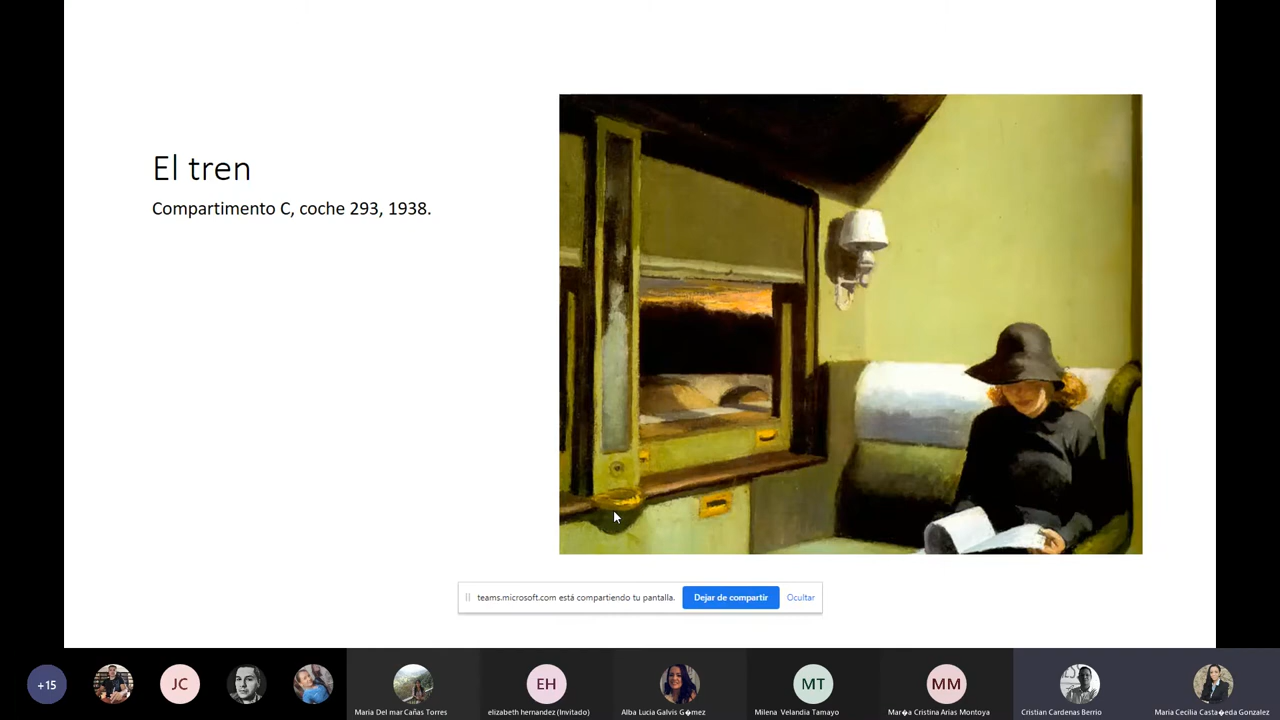 El tren
Compartimento C, coche 293, 1938.
teams.microsoft.com está compartiendo tu pantalla.
Dejar de compartir
Ocultar
+15
JC
EH
MT
MM
Maria Del mar Cañas Torres
elizabeth hernandez (Invitado)
Alba Lucia Galvis G�mez
Milena Velandia Tamayo
Mar�a Cristina Arias Montoya
Cristian Cardenas Berrio
Maria Cecilia Casta�eda Gonzalez